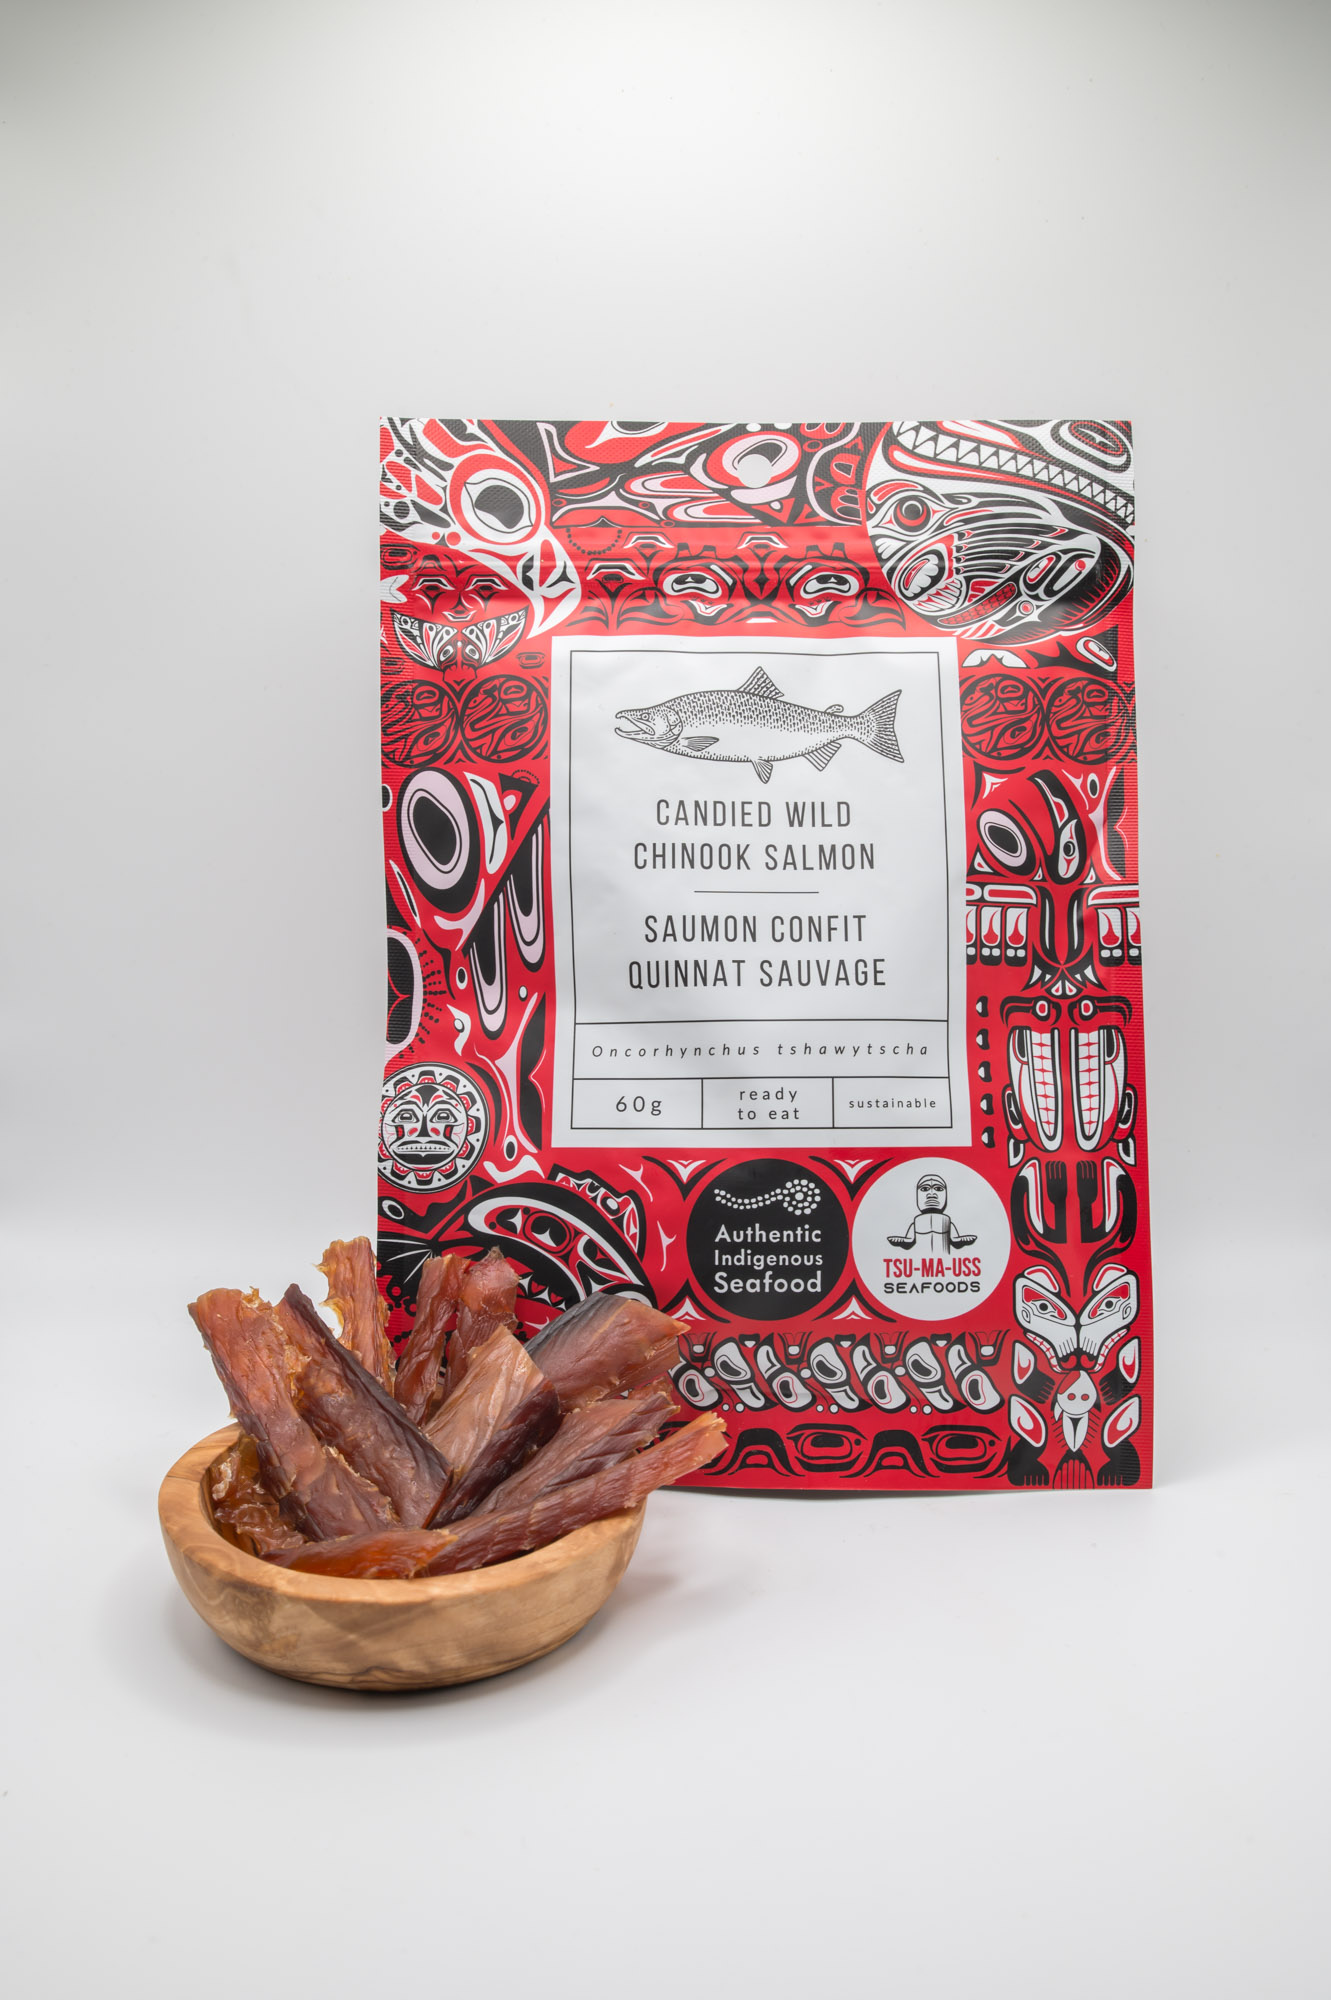 CANDIED WILD
CHINOOK SALMON
SAUMON CONFIT
QUINNAT SAUVAGE
Oncorhynchus tshawytscha
60g
ready
to eat
sustainable
Authentic
Indigenous
Seafood
TSU-MA-USS
SEAFOODS